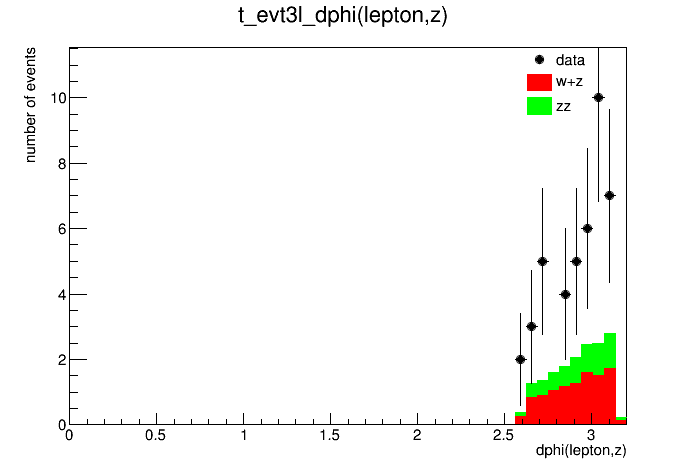 t_evt3l_dphi(lepton,z)
number of events
data
w+z
zz
10
8
6
4
2
0
0 0.5 1 1.5 2 2.5 3
dphi(lepton,z)